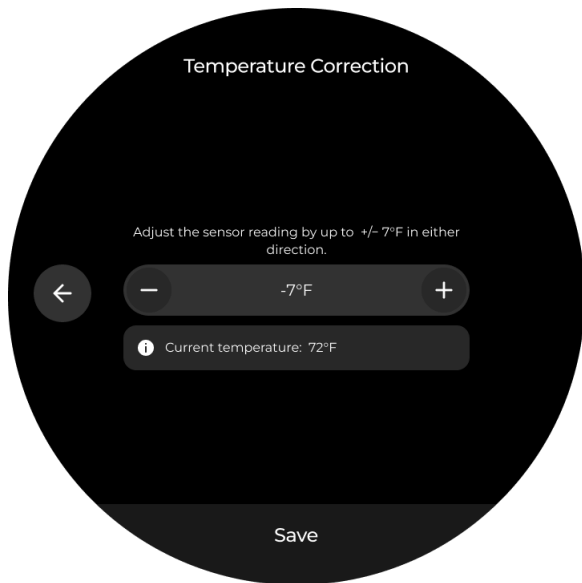 Temperature Correction
Adjust the sensor reading by up to +/− 7°F in either
direction.
− -7°F +
Current temperature: 72°F
Save